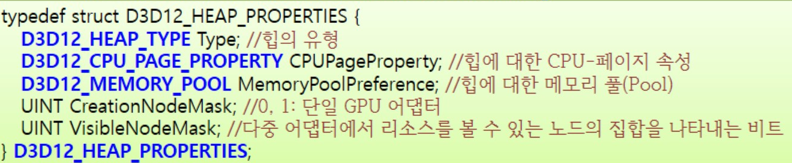 typedef struct D3D12_HEAP_PROPERTIES {
D3D12_HEAP_TYPE Type; //힙의 유형
D3D12_CPU_PAGE_PROPERTY CPUPageProperty; //힙에 대한 CPU-페이지 속성
D3D12_MEMORY_POOL MemoryPoolPreference; //힙에 대한 메모리 풀(Pool)
UINT CreationNodeMask; //0, 1: 단일 GPU 어댑터
UINT VisibleNodeMask; //다중 어댑터에서 리소스를 볼 수 있는 노드의 집합을 나타내는 비트
} D3D12_HEAP_PROPERTIES;